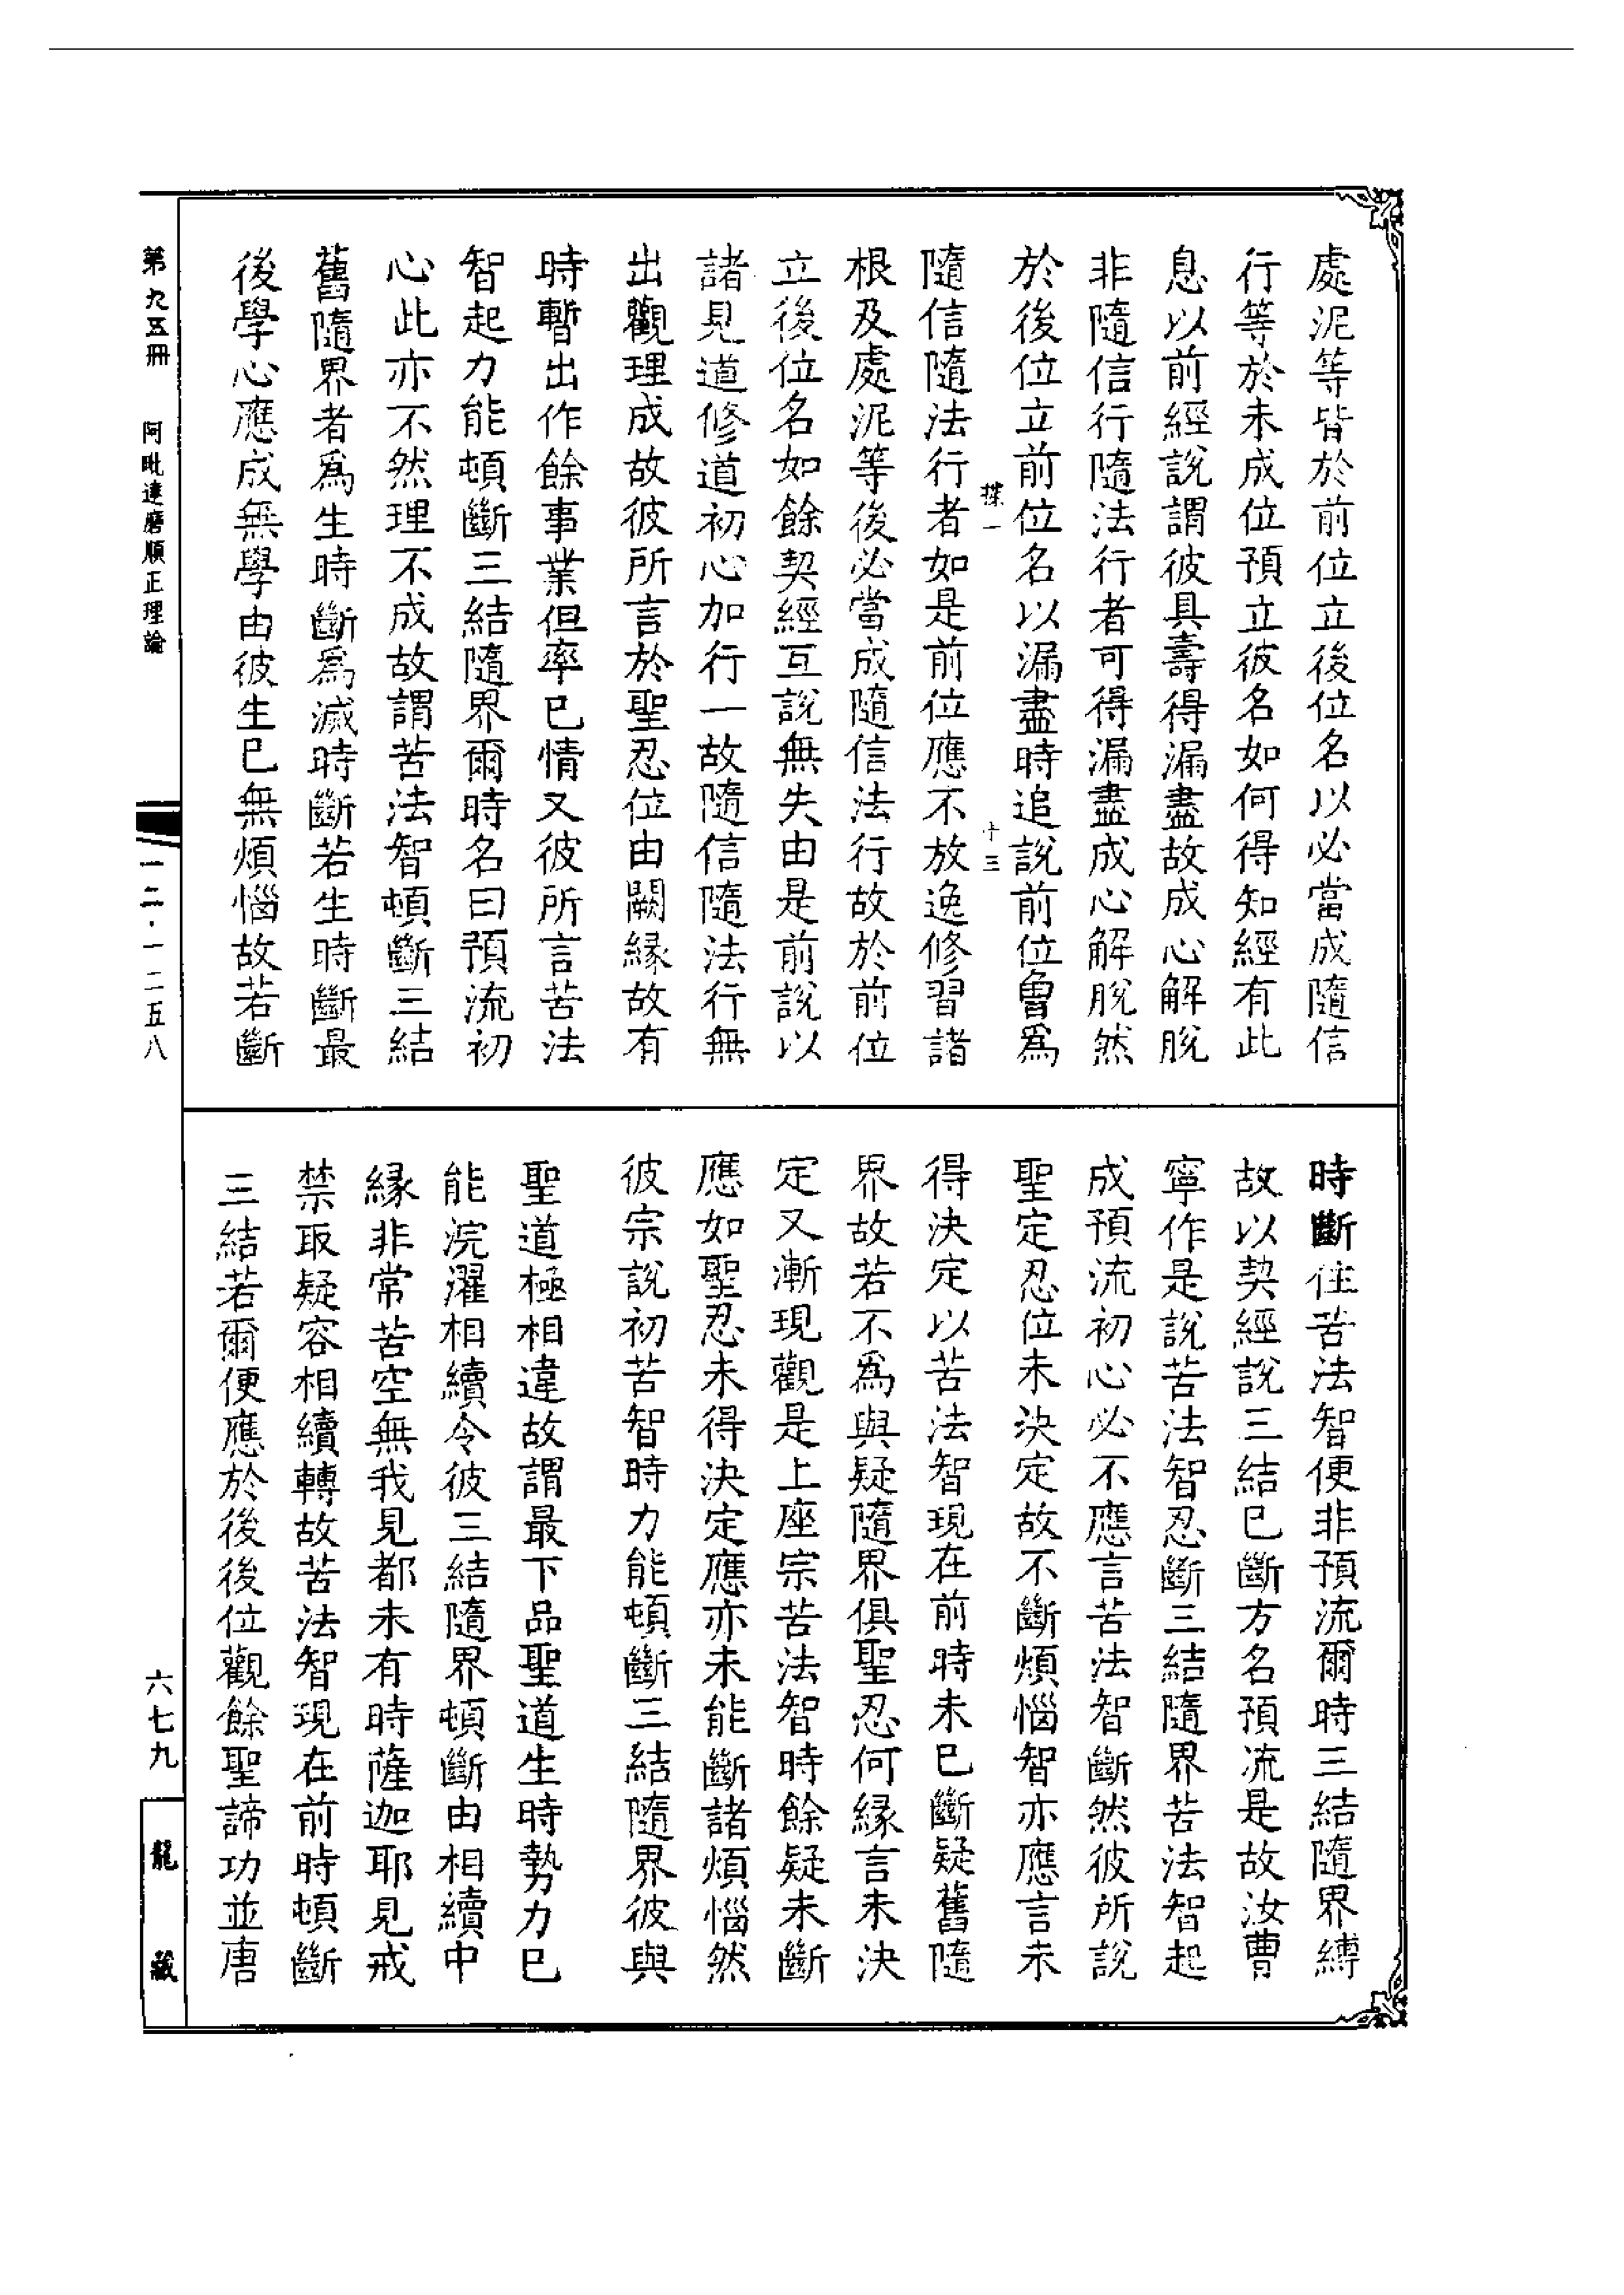 處泥等皆於前位立後位名以必當成隨信
行等於未成位預立彼名如何得知經有此
息以前經說謂彼具壽得漏盡故成心解脫
非隨信行隨法行者可得漏盡成心解脫然
於後位立前位名以漏盡時追說前位曾爲
十三
隨信隨法行者如是前位應不放逸修習諸
根及處泥等後必當成隨信法行故於前位
立後位名如餘契經互說無失由是前說以
諸見道修道初心加行一故隨信隨法行無
出觀理成故彼所言於聖忍位由闕緣故有
時暫出作餘事業但率已情又彼所言苦法
智起力能頓斷三結隨界爾時名曰預流初
心此亦不然理不成故謂苦法智頓斷三結
舊隨界者爲生時斷爲滅時斷若生時斷最
後學心應成無學由彼生已無煩惱故若斷
時斷住苦法智便非預流爾時三結隨界縛
故以契經說三結已斷方名預流是故汝曹
寧作是說苦法智忍斷三結隨界苦法智起
成預流初心必不應言苦法智斷然彼所說
聖定忍位未決定故不斷煩惱智亦應言未
得決定以苦法智現在前時未已斷疑舊隨
界故若不爲與疑隨界俱聖忍何緣言未決
定又漸現觀是上座宗苦法智時餘疑未斷
應如聖忍未得決定應亦未能斷諸煩惱然
彼宗說初苦智時力能頓斷三結隨界彼與
聖道極相違故謂最下品聖道生時勢力已
能浣濯相續令彼三結隨界頓斷由相續中
緣非常苦空無我見都未有時薩迦耶見戒
禁取疑容相續轉故苦法智現在前時頓斷
三結若爾便應於後後位觀餘聖諦功並唐
第九五冊 阿毗達磨順正理論
一二·一二五八
六七九
龍藏